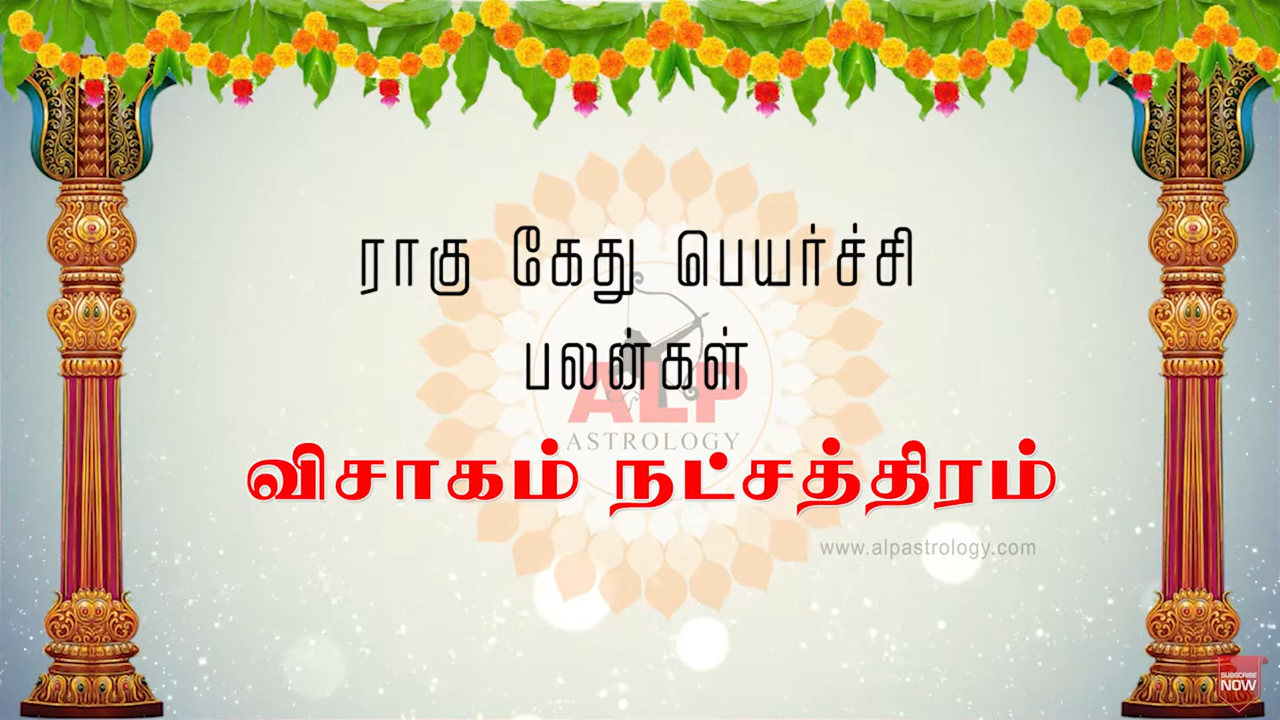 ராகு கேது பெயர்ச்சி
பலன்கள்
ALP
ASTROLOGY
விசாகம் நட்சத்திரம்
www.alpastrology.com
SUBSCRIBE
NOW